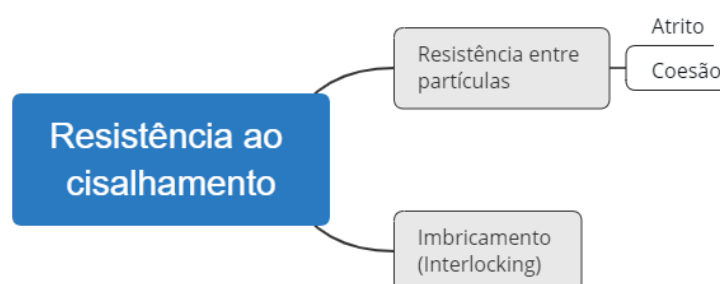 Resistência ao
cisalhamento
Resistência entre
partículas
Atrito
Coesão
Imbricamento
(Interlocking)